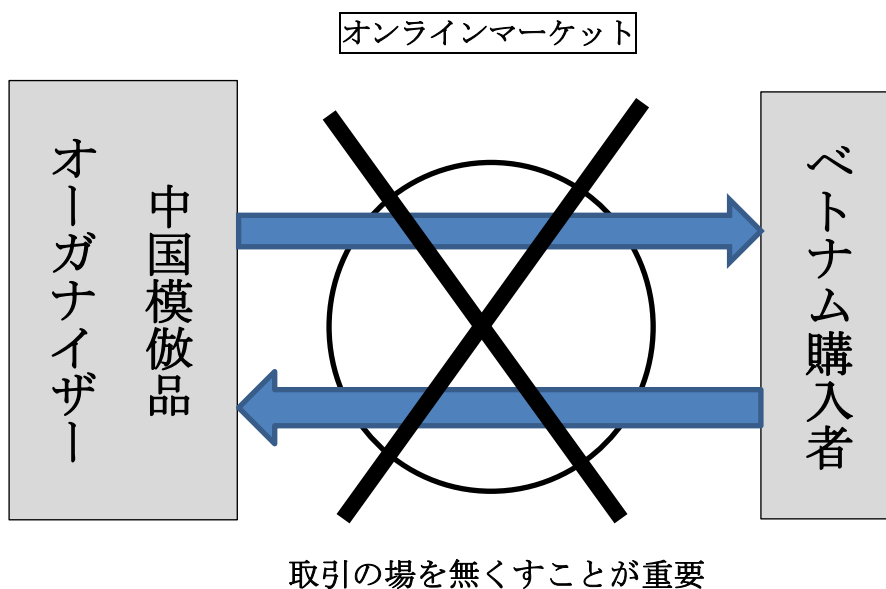 オンラインマーケット
中国模倣品
オーガナイザー
ベトナム購入者
取引の場を無くすことが重要